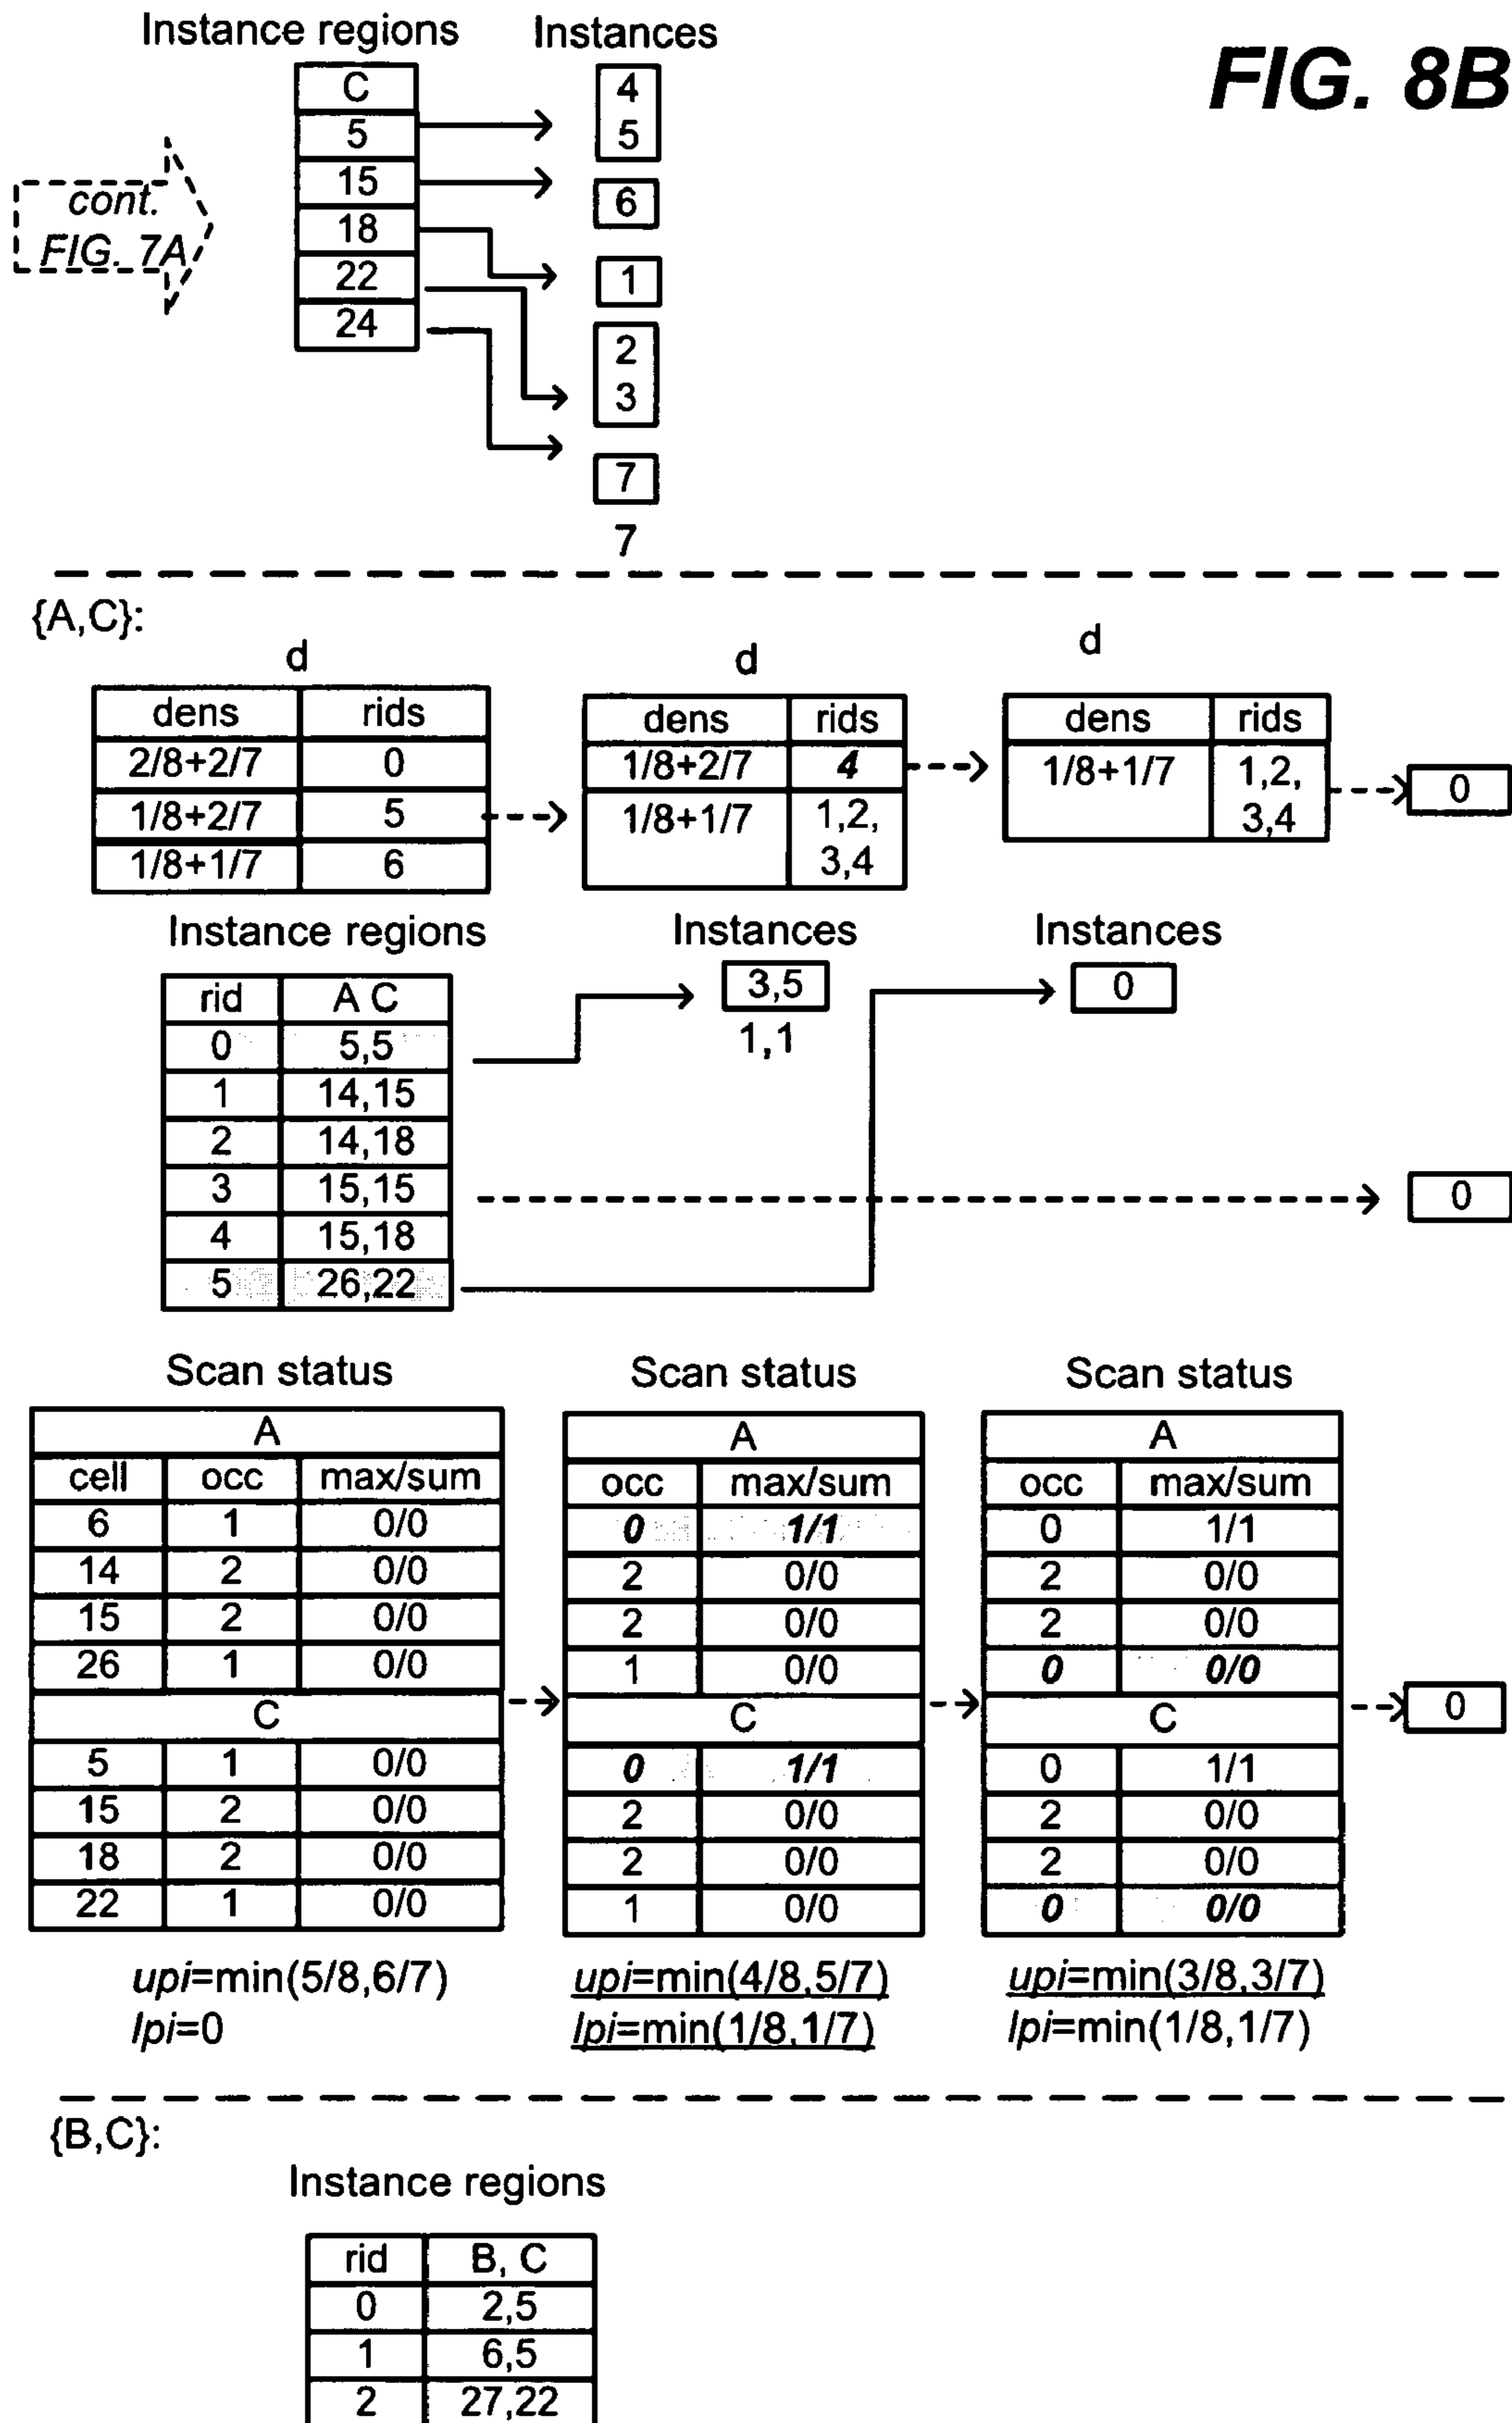 FIG. 8B
Instance regions Instances
C
5
15
18
22
24
4
5
6
1
2
3
7
7
cont.
FIG. 7A
{A,C}:
d
dens rids
2/8+2/7 0
1/8+2/7 5
1/8+1/7 6
d
dens rids
1/8+2/7 4
1/8+1/7 1,2,
3,4
d
dens rids
1/8+1/7 1,2,
3,4
0
Instance regions Instances Instances
rid A C
0 5,5
1 14,15
2 14,18
3 15,15
4 15,18
5 26,22
3,5
1,1
0
0
Scan status
A
cell occ max/sum
6 1 0/0
14 2 0/0
15 2 0/0
26 1 0/0
C
5 1 0/0
15 2 0/0
18 2 0/0
22 1 0/0
upi=min(5/8,6/7)
lpi=0
Scan status
A
occ max/sum
0 1/1
2 0/0
2 0/0
1 0/0
C
0 1/1
2 0/0
2 0/0
1 0/0
upi=min(4/8,5/7)
lpi=min(1/8,1/7)
Scan status
A
occ max/sum
0 1/1
2 0/0
2 0/0
0 0/0
C
0 1/1
2 0/0
2 0/0
0 0/0
upi=min(3/8,3/7)
lpi=min(1/8,1/7)
0
{B,C}:
Instance regions
rid B, C
0 2,5
1 6,5
2 27,22